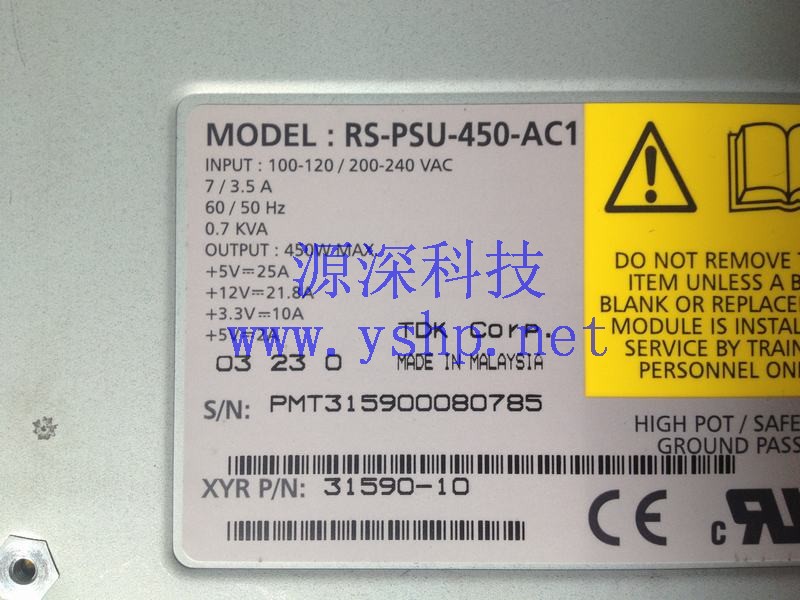 MODEL : RS-PSU-450-AC1
INPUT : 100-120 / 200-240 VAC
7 / 3.5 A
60 / 50 Hz
0.7 KVA
OUTPUT : 450W MAX.
+5V⎓25A
+12V⎓21.8A
+3.3V⎓10A
+5V⎓2A
源深科技
www.yshp.net
TDK Corp.
03 23 0
MADE IN MALAYSIA
S/N: PMT315900080785
XYR P/N: 31590-10
DO NOT REMOVE
ITEM UNLESS A
BLANK OR REPLACE
MODULE IS INSTAL
SERVICE BY TRAIN
PERSONNEL ON
HIGH POT / SAFE
GROUND PASS
CE
c RU